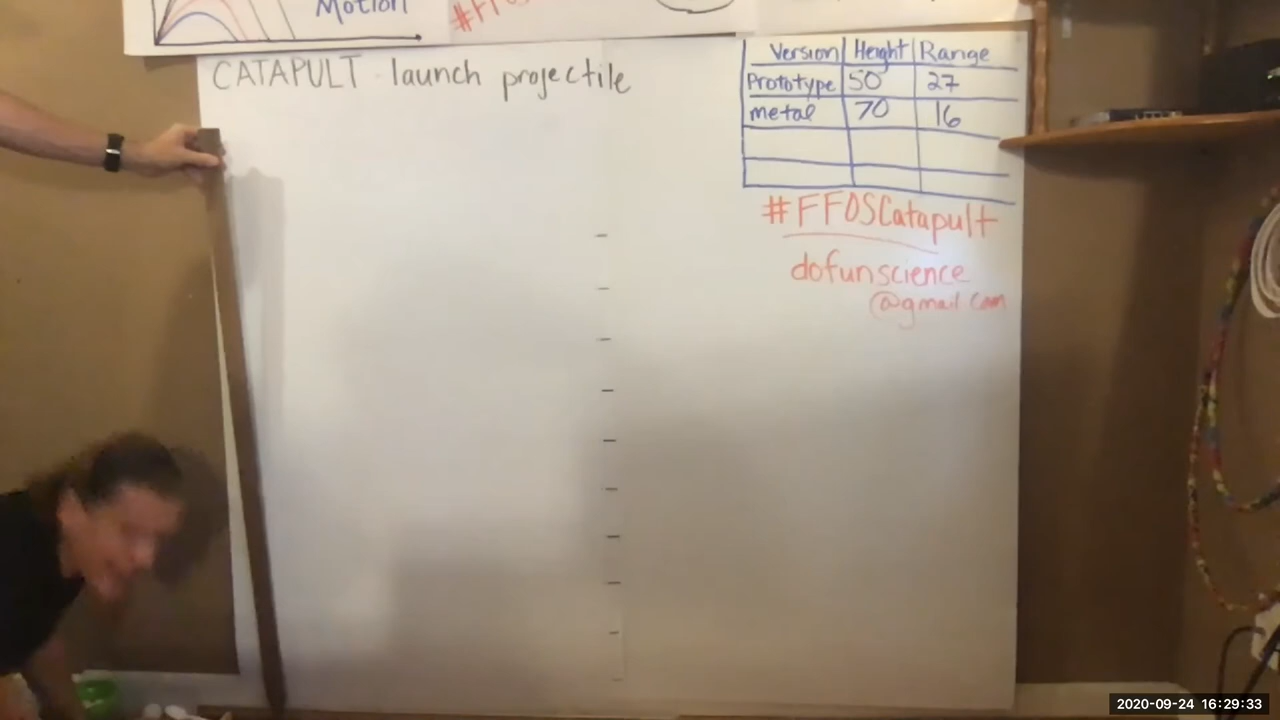 Motion
#FFOS
CATAPULT launch projectile
Version Height Range
Prototype 50 27
metal 70 16
#FFOSCatapult
dofunscience
@gmail.com
2020-09-24 16:29:33